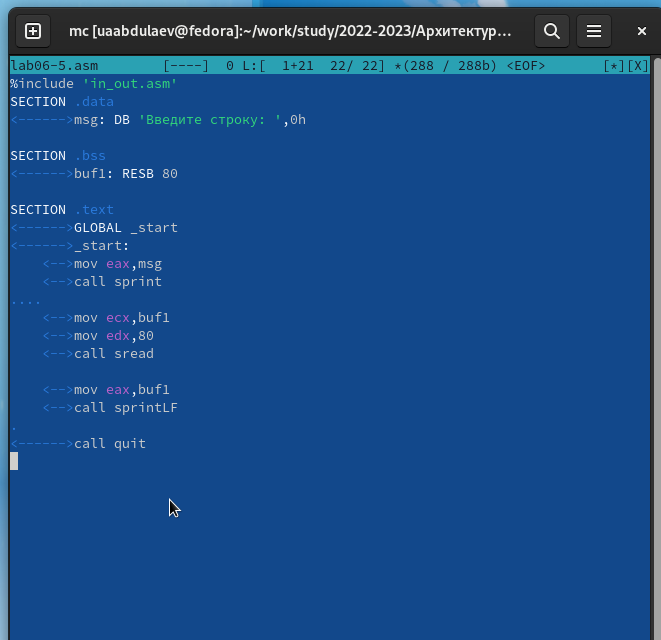 mc [uaabdulaev@fedora]:~/work/study/2022-2023/Архитектур...
lab06-5.asm [----] 0 L:[ 1+21 22/ 22] *(288 / 288b) <EOF> [*][X]
%include 'in_out.asm'
SECTION .data
<------>msg: DB 'Введите строку: ',0h
SECTION .bss
<------>buf1: RESB 80
SECTION .text
<------>GLOBAL _start
<------>_start:
<-->mov eax,msg
<-->call sprint
....
<-->mov ecx,buf1
<-->mov edx,80
<-->call sread
<-->mov eax,buf1
<-->call sprintLF
.
<------>call quit